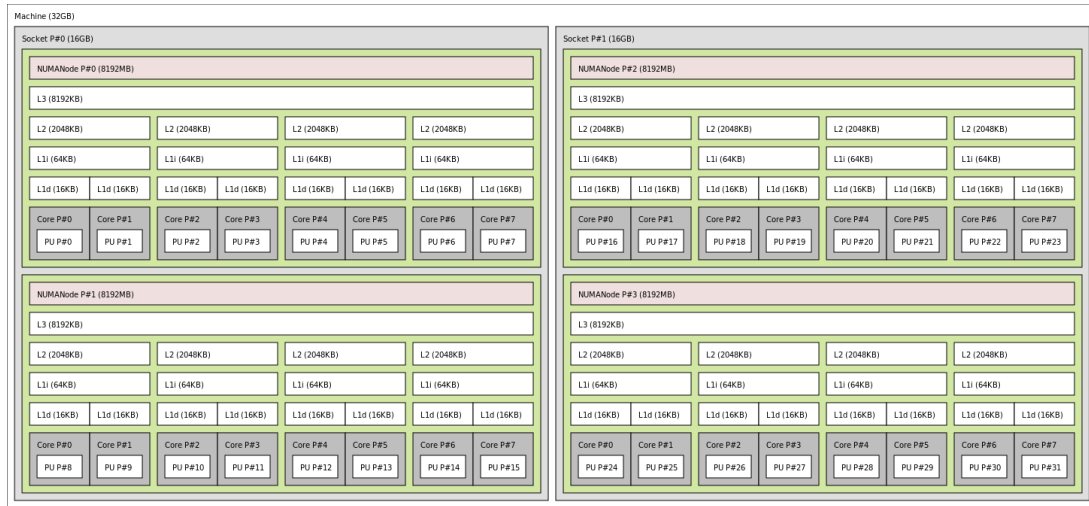 Machine (32GB)
Socket P#0 (16GB)
NUMANode P#0 (8192MB)
L3 (8192KB)
L2 (2048KB) L2 (2048KB) L2 (2048KB) L2 (2048KB)
L1i (64KB) L1i (64KB) L1i (64KB) L1i (64KB)
L1d (16KB) L1d (16KB) L1d (16KB) L1d (16KB) L1d (16KB) L1d (16KB) L1d (16KB) L1d (16KB)
Core P#0 Core P#1 Core P#2 Core P#3 Core P#4 Core P#5 Core P#6 Core P#7
PU P#0 PU P#1 PU P#2 PU P#3 PU P#4 PU P#5 PU P#6 PU P#7
NUMANode P#1 (8192MB)
L3 (8192KB)
L2 (2048KB) L2 (2048KB) L2 (2048KB) L2 (2048KB)
L1i (64KB) L1i (64KB) L1i (64KB) L1i (64KB)
L1d (16KB) L1d (16KB) L1d (16KB) L1d (16KB) L1d (16KB) L1d (16KB) L1d (16KB) L1d (16KB)
Core P#0 Core P#1 Core P#2 Core P#3 Core P#4 Core P#5 Core P#6 Core P#7
PU P#8 PU P#9 PU P#10 PU P#11 PU P#12 PU P#13 PU P#14 PU P#15
Socket P#1 (16GB)
NUMANode P#2 (8192MB)
L3 (8192KB)
L2 (2048KB) L2 (2048KB) L2 (2048KB) L2 (2048KB)
L1i (64KB) L1i (64KB) L1i (64KB) L1i (64KB)
L1d (16KB) L1d (16KB) L1d (16KB) L1d (16KB) L1d (16KB) L1d (16KB) L1d (16KB) L1d (16KB)
Core P#0 Core P#1 Core P#2 Core P#3 Core P#4 Core P#5 Core P#6 Core P#7
PU P#16 PU P#17 PU P#18 PU P#19 PU P#20 PU P#21 PU P#22 PU P#23
NUMANode P#3 (8192MB)
L3 (8192KB)
L2 (2048KB) L2 (2048KB) L2 (2048KB) L2 (2048KB)
L1i (64KB) L1i (64KB) L1i (64KB) L1i (64KB)
L1d (16KB) L1d (16KB) L1d (16KB) L1d (16KB) L1d (16KB) L1d (16KB) L1d (16KB) L1d (16KB)
Core P#0 Core P#1 Core P#2 Core P#3 Core P#4 Core P#5 Core P#6 Core P#7
PU P#24 PU P#25 PU P#26 PU P#27 PU P#28 PU P#29 PU P#30 PU P#31